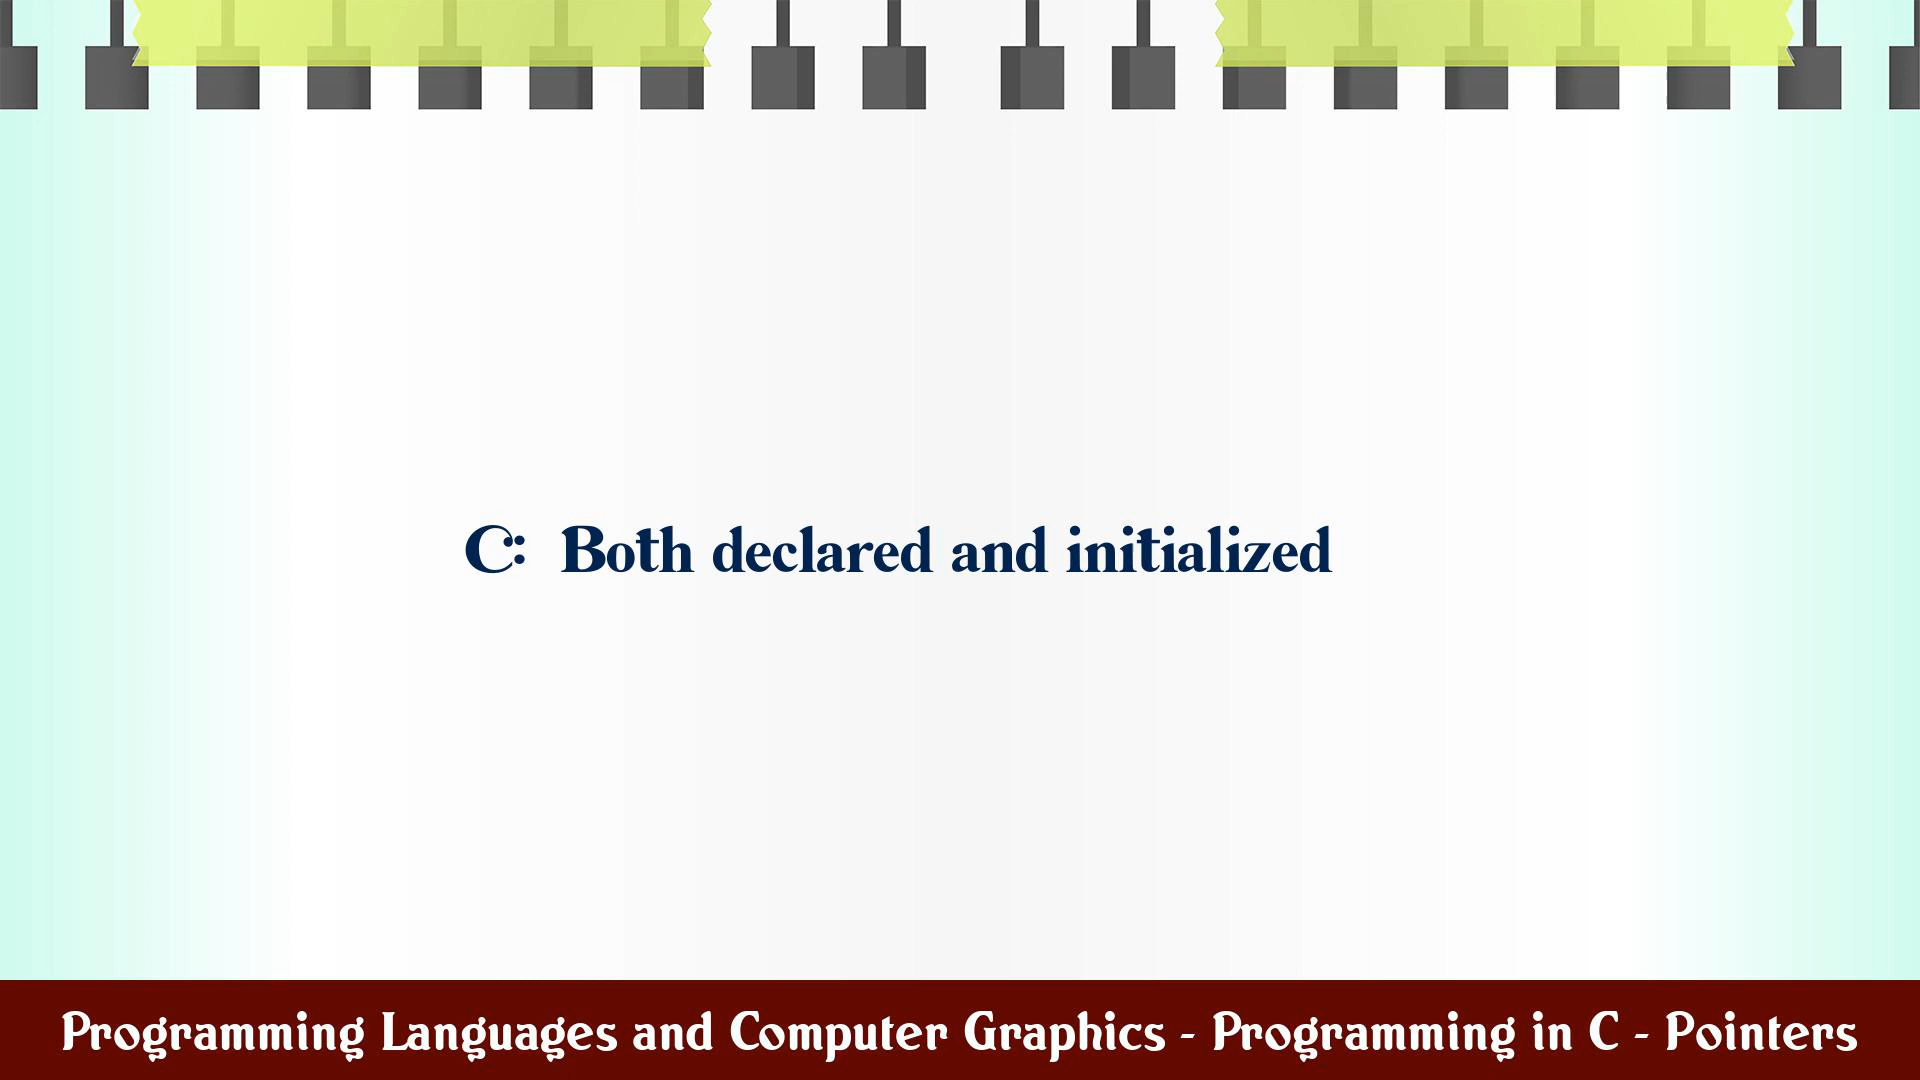 C: Both declared and initialized
Programming Languages and Computer Graphics - Programming in C - Pointers